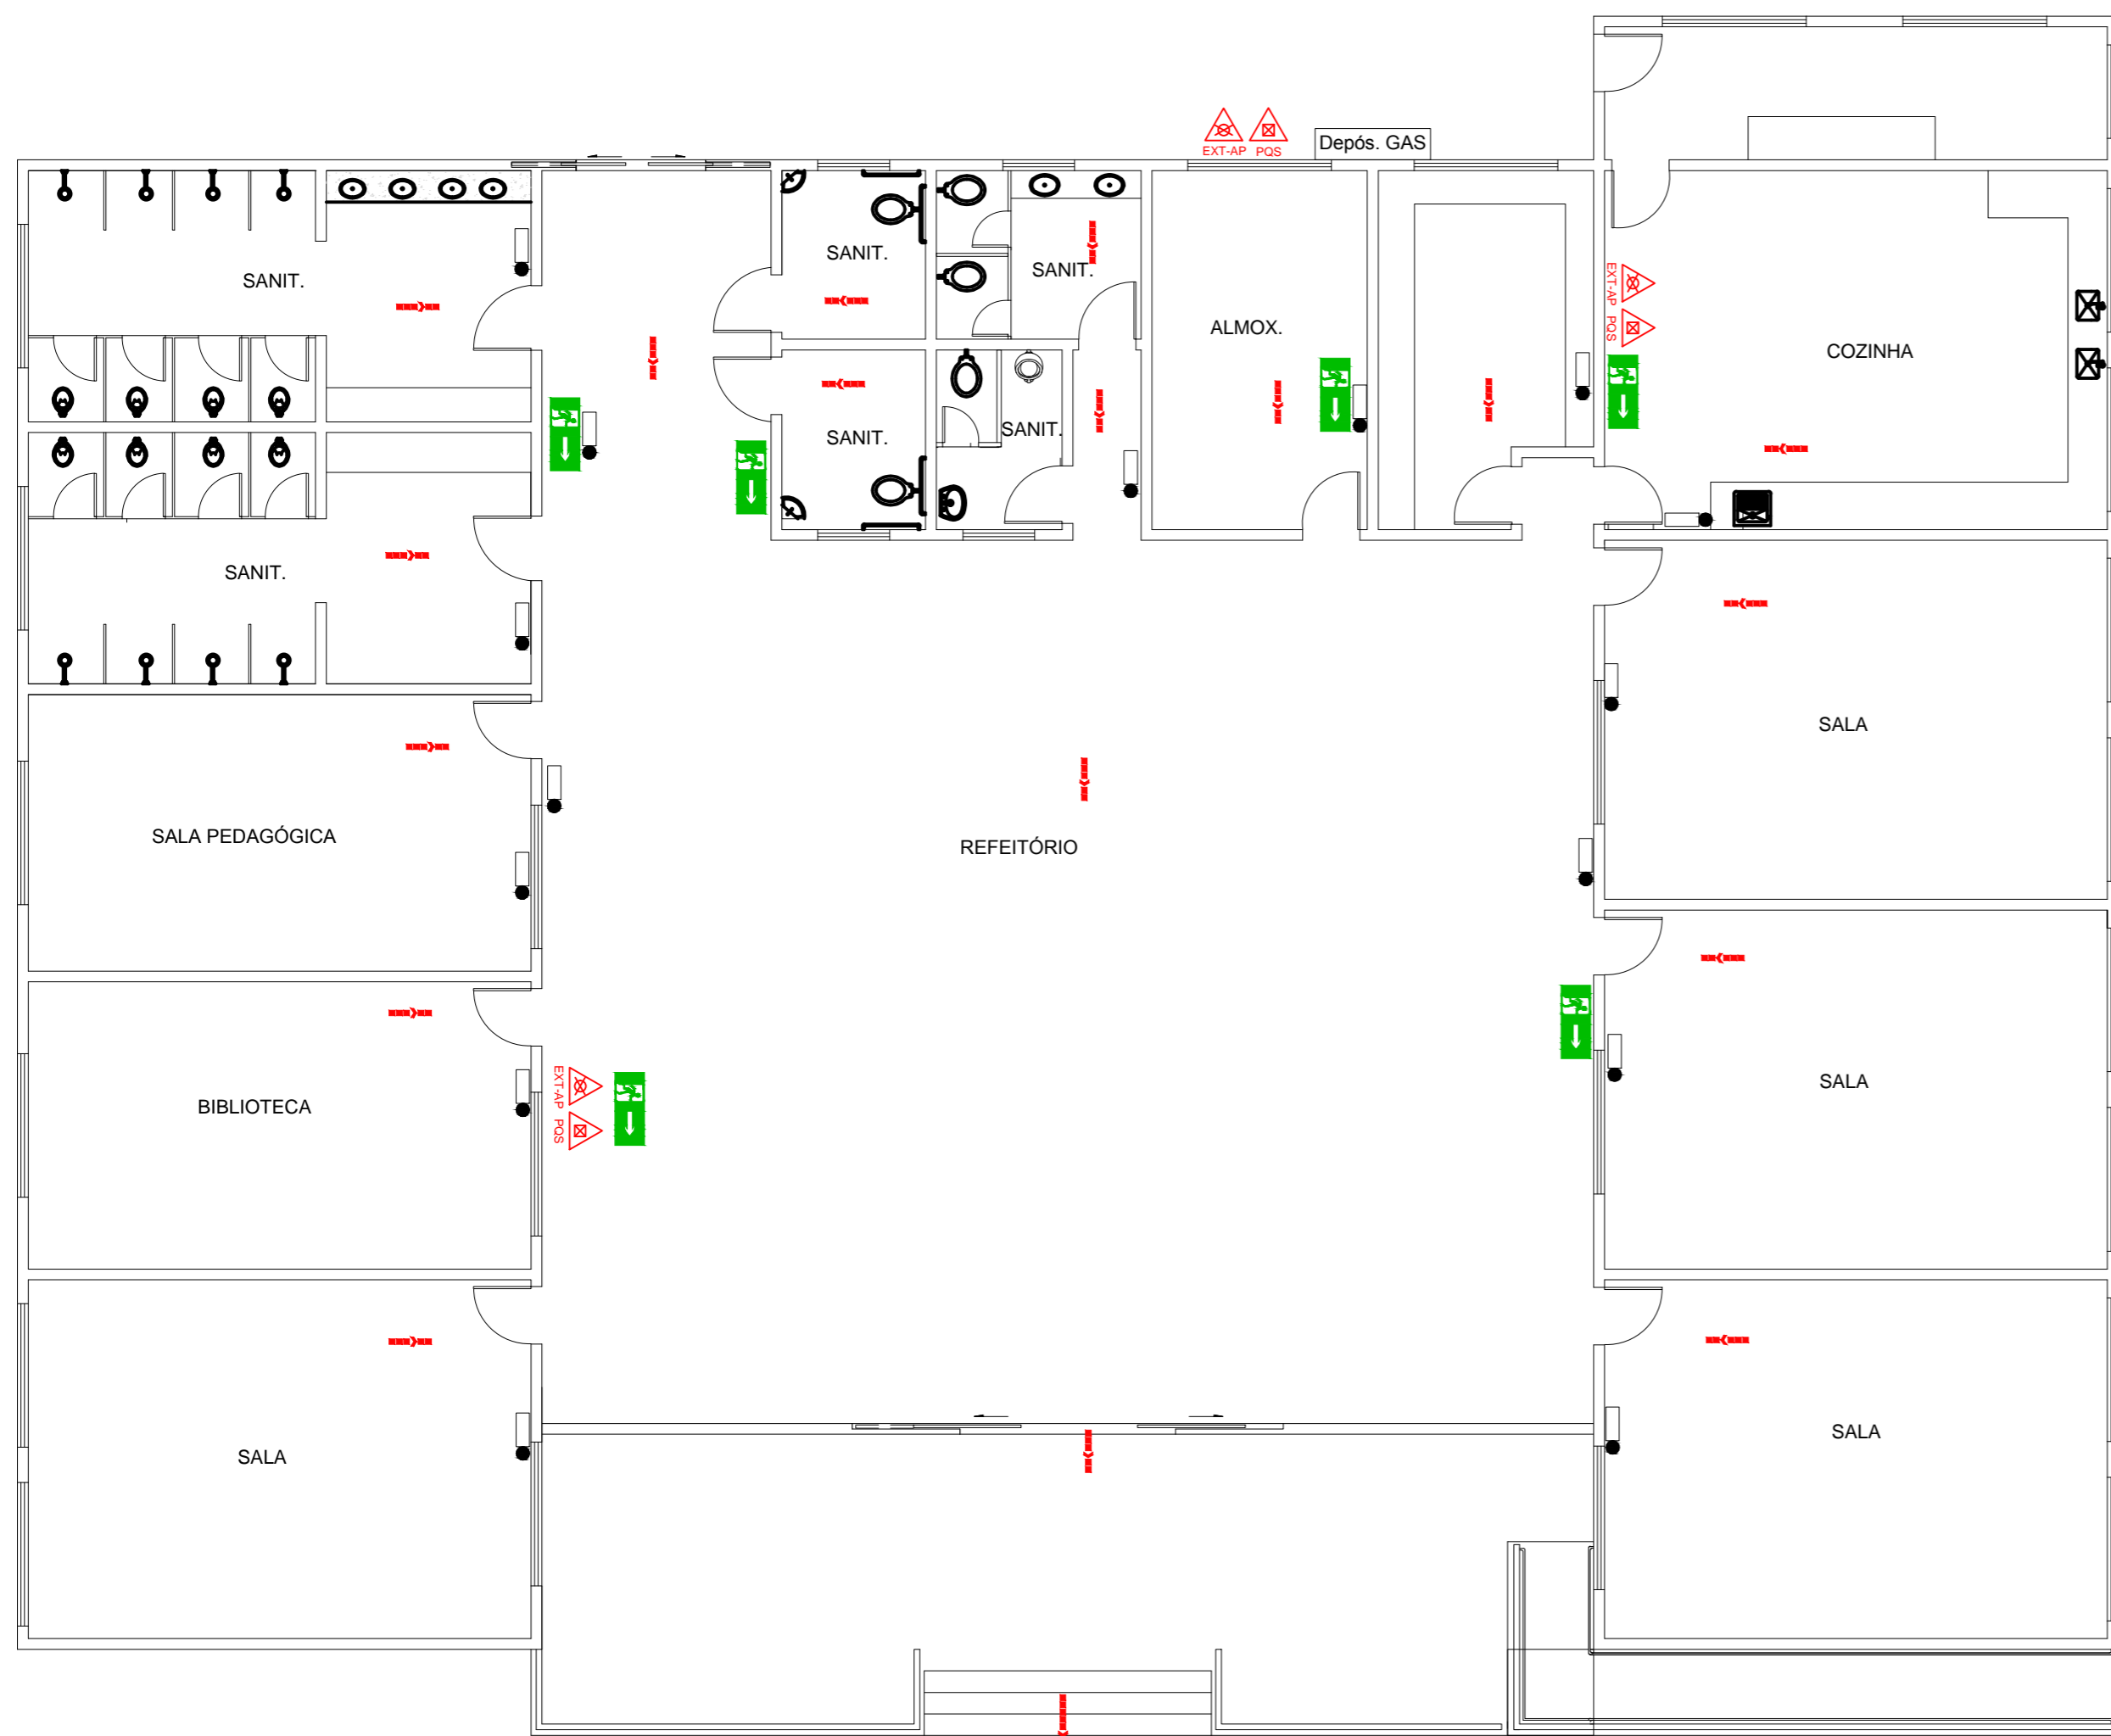 EXT-AP PQS
Depós. GAS
SANIT.
SANIT.
SANIT.
ALMOX.
EXT-AP PQS
COZINHA
SANIT.
SANIT.
SANIT.
SALA
SALA PEDAGÓGICA
REFEITÓRIO
BIBLIOTECA
EXT-AP PQS
SALA
SALA
SALA